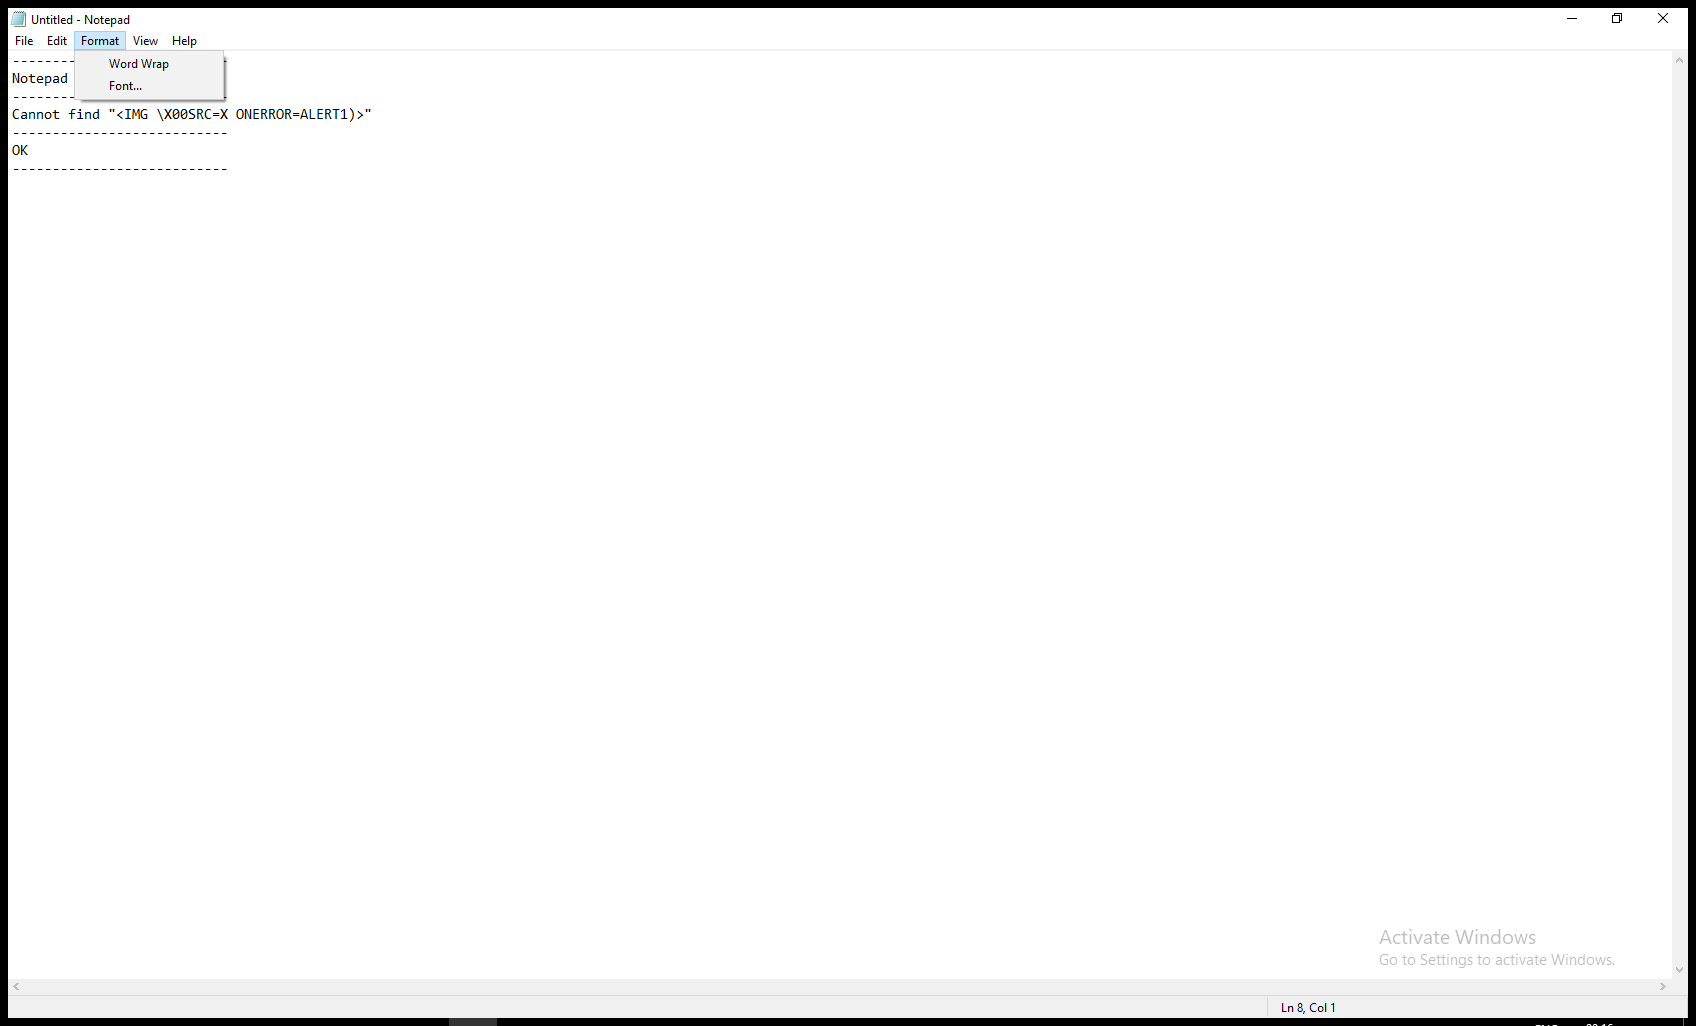 Untitled - Notepad
File Edit Format View Help
Word Wrap
Font...
---------------------------
Notepad
---------------------------
Cannot find "<IMG \X00SRC=X ONERROR=ALERT1)>"
---------------------------
OK
---------------------------
Activate Windows
Go to Settings to activate Windows.
Ln 8, Col 1